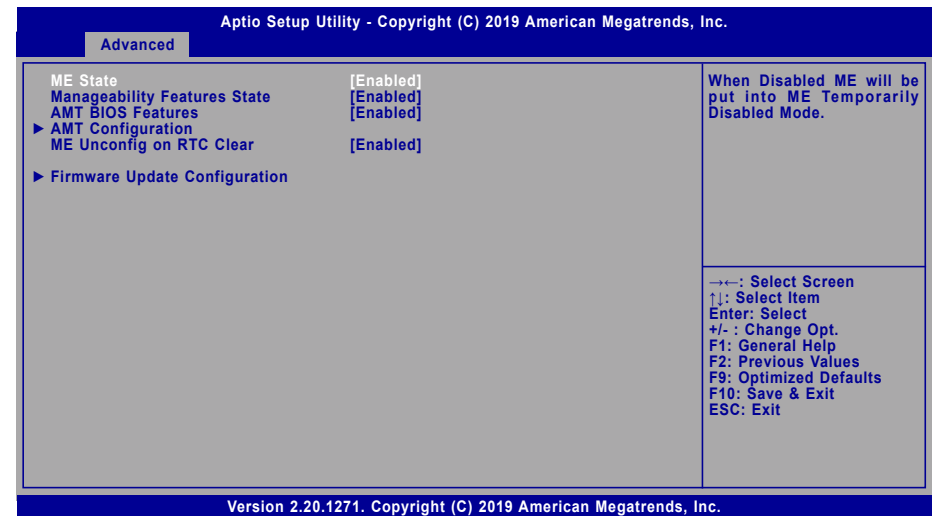 Aptio Setup Utility - Copyright (C) 2019 American Megatrends, Inc.
Advanced
ME State [Enabled]
Manageability Features State [Enabled]
AMT BIOS Features [Enabled]
▶ AMT Configuration
ME Unconfig on RTC Clear [Enabled]
▶ Firmware Update Configuration
When Disabled ME will be
put into ME Temporarily
Disabled Mode.
→←: Select Screen
↑↓: Select Item
Enter: Select
+/- : Change Opt.
F1: General Help
F2: Previous Values
F9: Optimized Defaults
F10: Save & Exit
ESC: Exit
Version 2.20.1271. Copyright (C) 2019 American Megatrends, Inc.